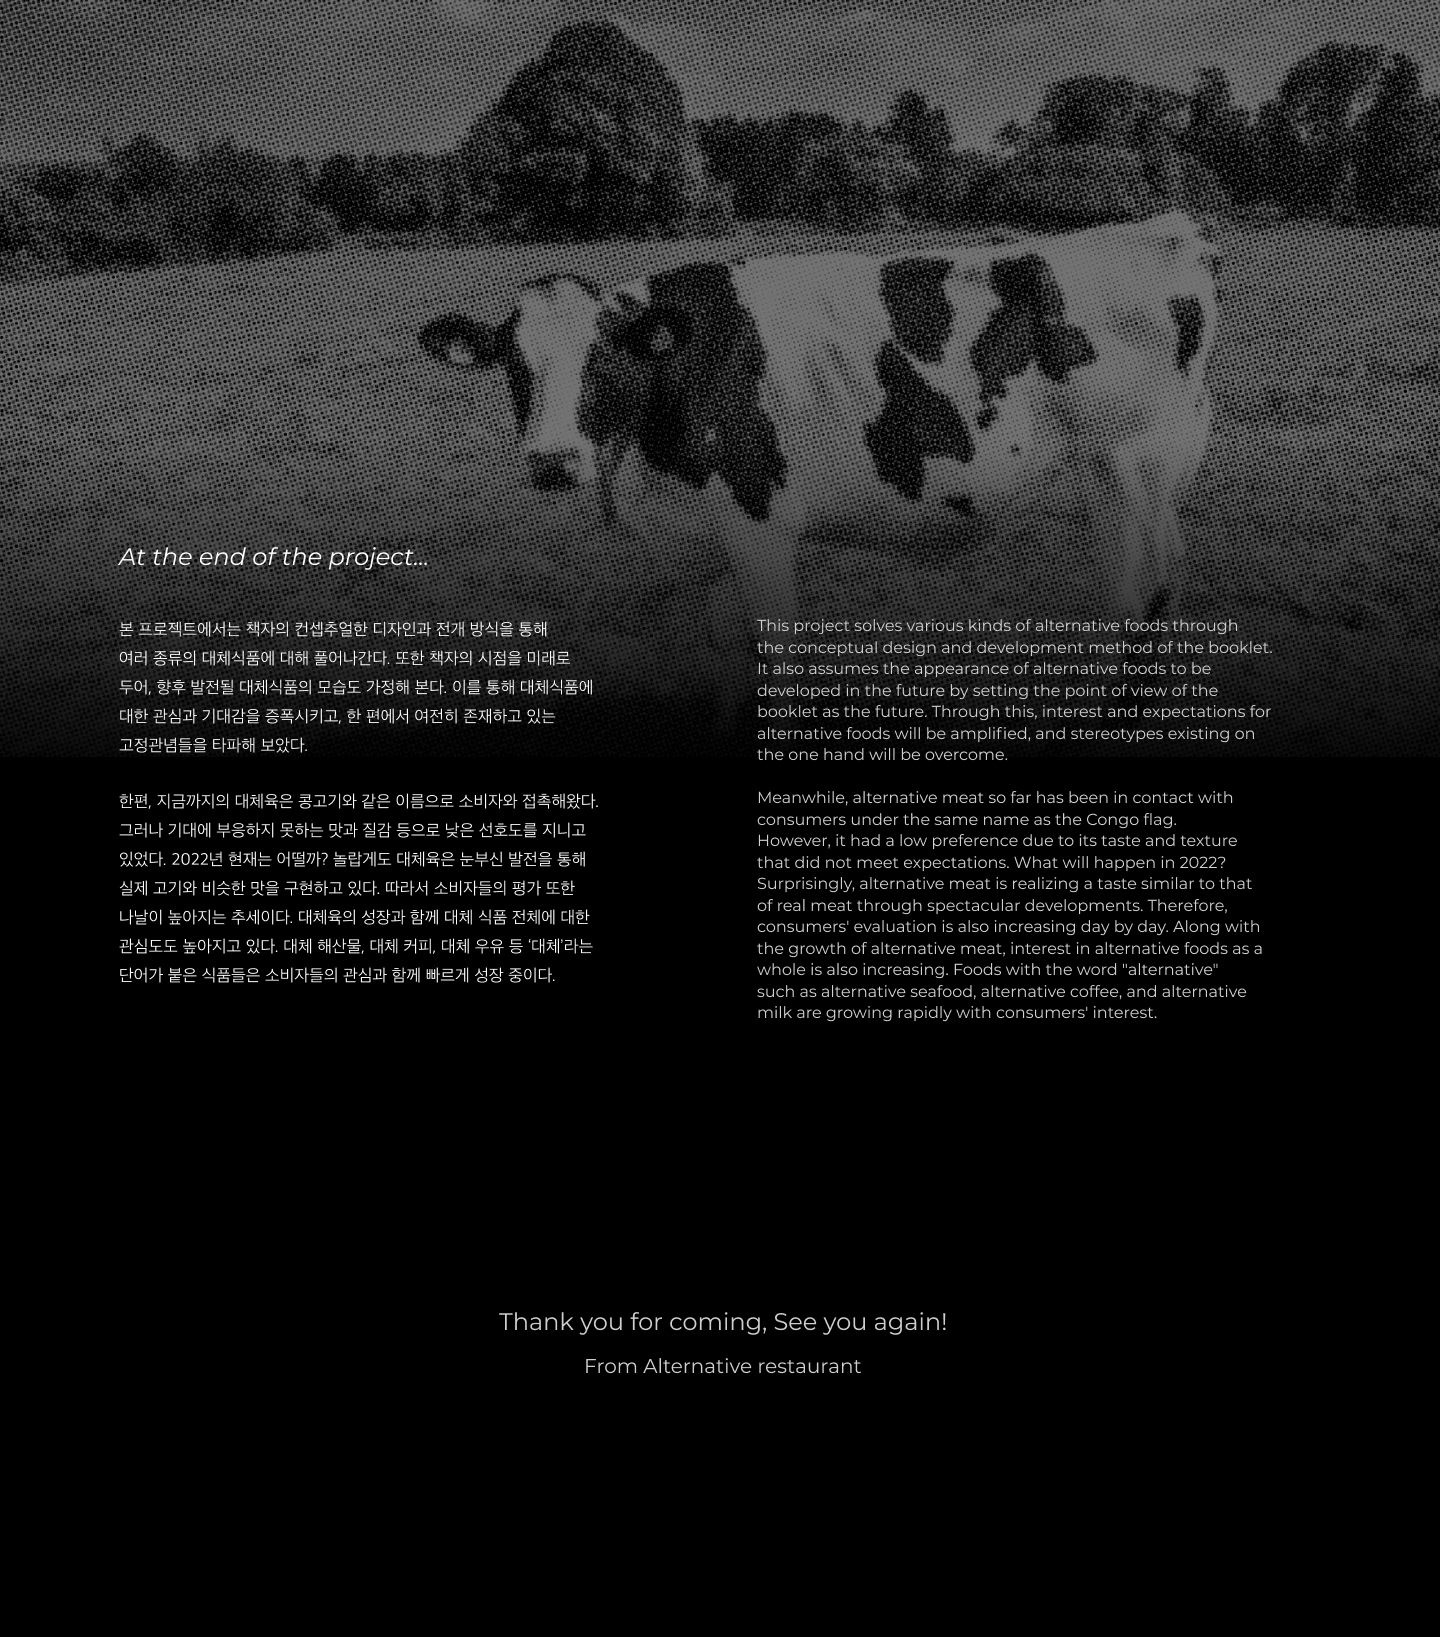 At the end of the project...
본 프로젝트에서는 책자의 컨셉추얼한 디자인과 전개 방식을 통해
여러 종류의 대체식품에 대해 풀어나간다. 또한 책자의 시점을 미래로
두어, 향후 발전될 대체식품의 모습도 가정해 본다. 이를 통해 대체식품에
대한 관심과 기대감을 증폭시키고, 한 편에서 여전히 존재하고 있는
고정관념들을 타파해 보았다.
한편, 지금까지의 대체육은 콩고기와 같은 이름으로 소비자와 접촉해왔다.
그러나 기대에 부응하지 못하는 맛과 질감 등으로 낮은 선호도를 지니고
있었다. 2022년 현재는 어떨까? 놀랍게도 대체육은 눈부신 발전을 통해
실제 고기와 비슷한 맛을 구현하고 있다. 따라서 소비자들의 평가 또한
나날이 높아지는 추세이다. 대체육의 성장과 함께 대체 식품 전체에 대한
관심도도 높아지고 있다. 대체 해산물, 대체 커피, 대체 우유 등 ‘대체’라는
단어가 붙은 식품들은 소비자들의 관심과 함께 빠르게 성장 중이다.
This project solves various kinds of alternative foods through
the conceptual design and development method of the booklet.
It also assumes the appearance of alternative foods to be
developed in the future by setting the point of view of the
booklet as the future. Through this, interest and expectations for
alternative foods will be amplified, and stereotypes existing on
the one hand will be overcome.
Meanwhile, alternative meat so far has been in contact with
consumers under the same name as the Congo flag.
However, it had a low preference due to its taste and texture
that did not meet expectations. What will happen in 2022?
Surprisingly, alternative meat is realizing a taste similar to that
of real meat through spectacular developments. Therefore,
consumers' evaluation is also increasing day by day. Along with
the growth of alternative meat, interest in alternative foods as a
whole is also increasing. Foods with the word "alternative"
such as alternative seafood, alternative coffee, and alternative
milk are growing rapidly with consumers' interest.
Thank you for coming, See you again!
From Alternative restaurant